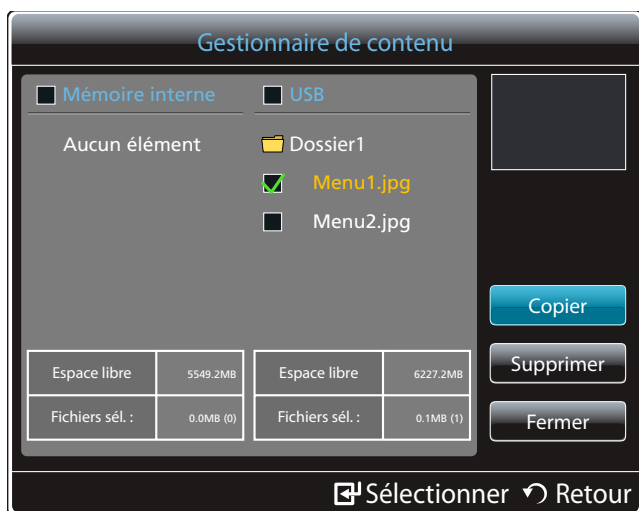 Gestionnaire de contenu
Mémoire interne
Aucun élément
USB
Dossier1
Menu1.jpg
Menu2.jpg
Espace libre 5549.2MB
Fichiers sél. : 0.0MB (0)
Espace libre 6227.2MB
Fichiers sél. : 0.1MB (1)
Copier
Supprimer
Fermer
Sélectionner Retour